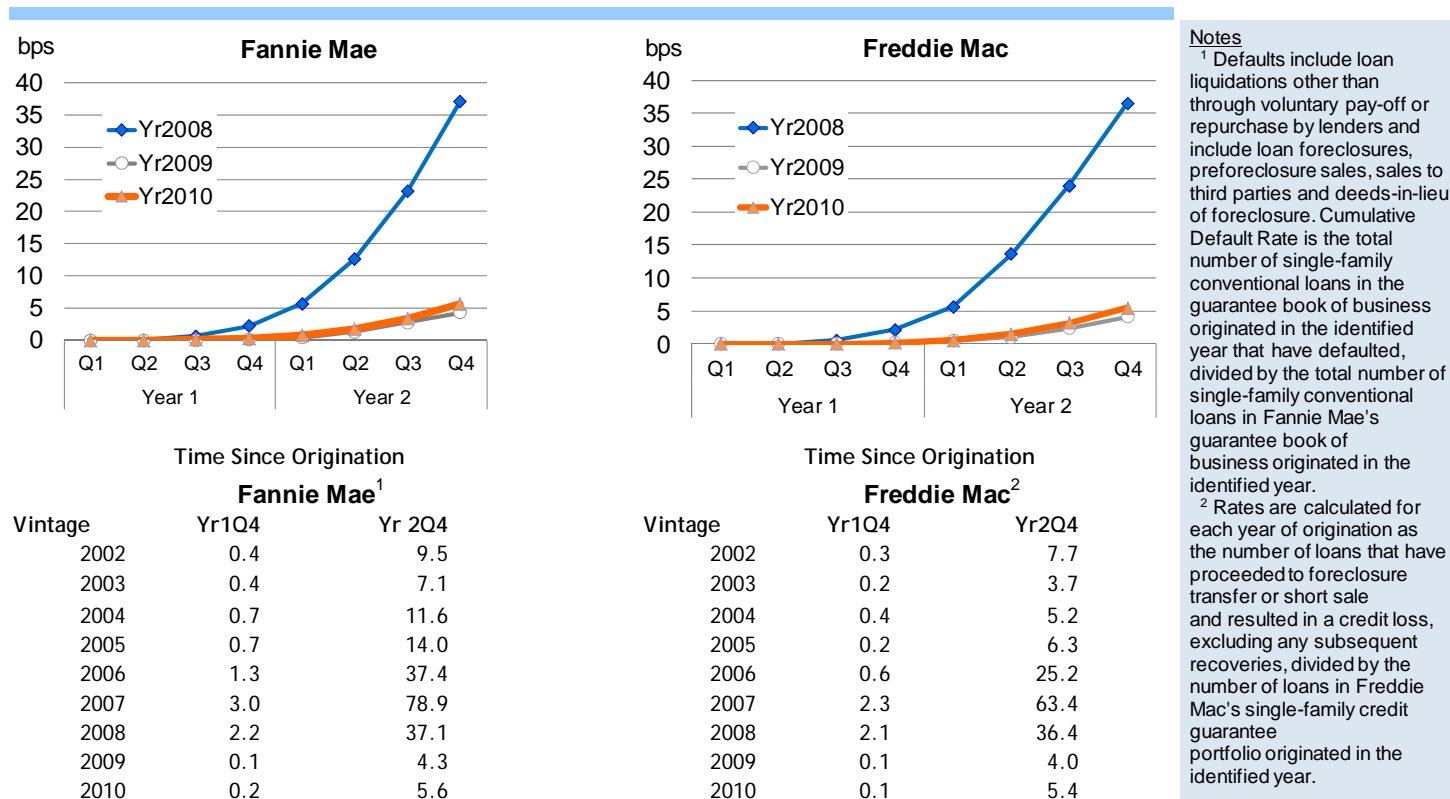 bps
Fannie Mae
40
35
30
25
20
15
10
5
0
Yr2008
Yr2009
Yr2010
Q1 Q2 Q3 Q4 Q1 Q2 Q3 Q4
Year 1 Year 2
Time Since Origination
bps
Freddie Mac
40
35
30
25
20
15
10
5
0
Yr2008
Yr2009
Yr2010
Q1 Q2 Q3 Q4 Q1 Q2 Q3 Q4
Year 1 Year 2
Time Since Origination
Fannie Mae¹
Vintage Yr1Q4 Yr 2Q4
2002 0.4 9.5
2003 0.4 7.1
2004 0.7 11.6
2005 0.7 14.0
2006 1.3 37.4
2007 3.0 78.9
2008 2.2 37.1
2009 0.1 4.3
2010 0.2 5.6
Freddie Mac²
Vintage Yr1Q4 Yr2Q4
2002 0.3 7.7
2003 0.2 3.7
2004 0.4 5.2
2005 0.2 6.3
2006 0.6 25.2
2007 2.3 63.4
2008 2.1 36.4
2009 0.1 4.0
2010 0.1 5.4
Notes
¹ Defaults include loan
liquidations other than
through voluntary pay-off or
repurchase by lenders and
include loan foreclosures,
preforeclosure sales, sales to
third parties and deeds-in-lieu
of foreclosure. Cumulative
Default Rate is the total
number of single-family
conventional loans in the
guarantee book of business
originated in the identified
year that have defaulted,
divided by the total number of
single-family conventional
loans in Fannie Mae's
guarantee book of
business originated in the
identified year.
² Rates are calculated for
each year of origination as
the number of loans that have
proceeded to foreclosure
transfer or short sale
and resulted in a credit loss,
excluding any subsequent
recoveries, divided by the
number of loans in Freddie
Mac's single-family credit
guarantee
portfolio originated in the
identified year.